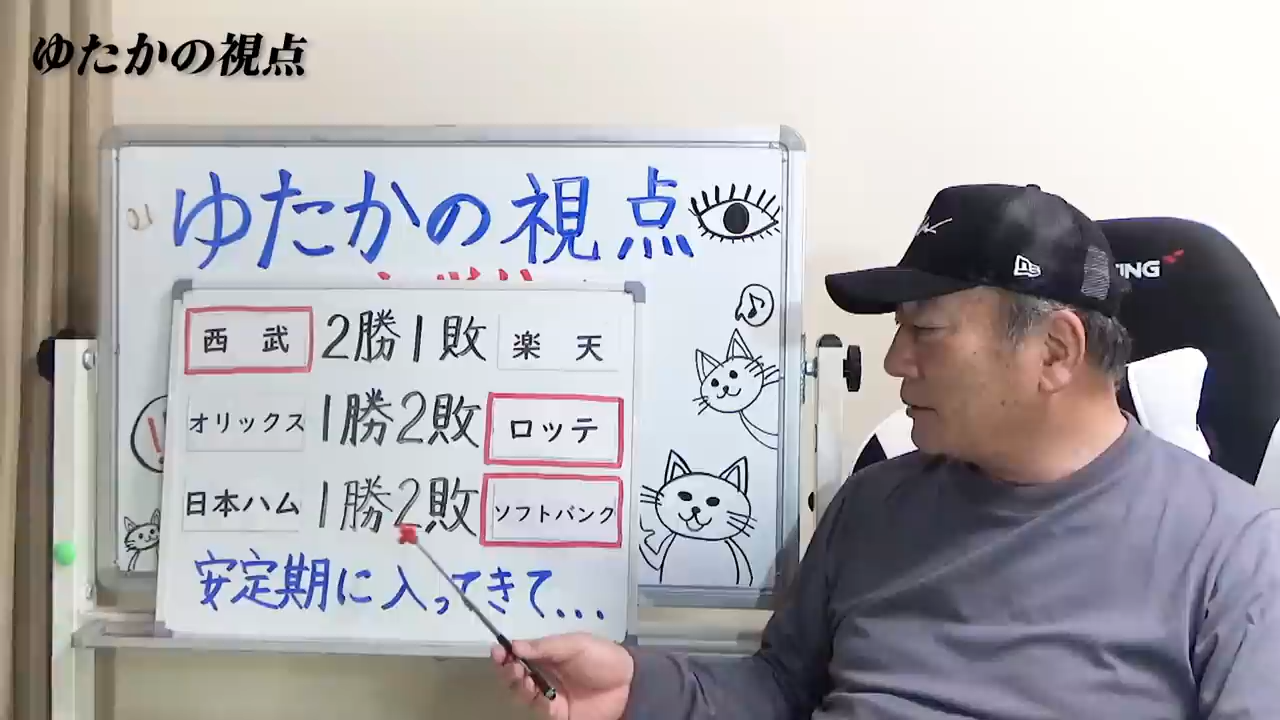 ゆたかの視点
ゆたかの視点
西武 2勝1敗 楽天
オリックス 1勝2敗 ロッテ
日本ハム 1勝2敗 ソフトバンク
安定期に入ってきて...